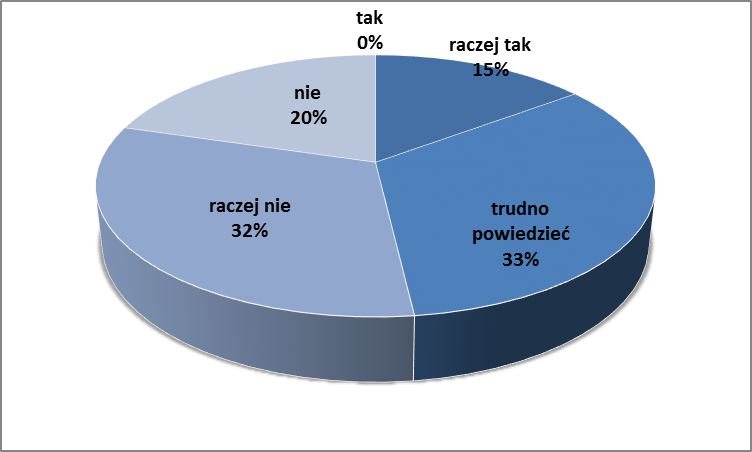 tak
0%
raczej tak
15%
trudno
powiedzieć
33%
raczej nie
32%
nie
20%